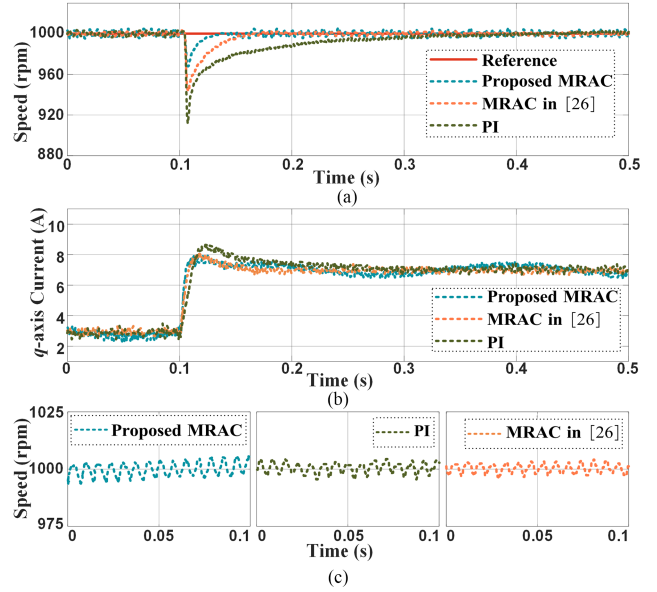 1000
960
920
880
Speed (rpm)
Reference
Proposed MRAC
MRAC in [26]
PI
0
0.1
0.2
0.3
0.4
0.5
Time (s)
(a)
10
8
6
4
2
q-axis Current (A)
Proposed MRAC
MRAC in [26]
PI
0
0.1
0.2
0.3
0.4
0.5
Time (s)
(b)
1025
1000
975
Speed (rpm)
Proposed MRAC
PI
MRAC in [26]
0
0.05
0.1
0
0.05
0.1
0
0.05
0.1
Time (s)
(c)